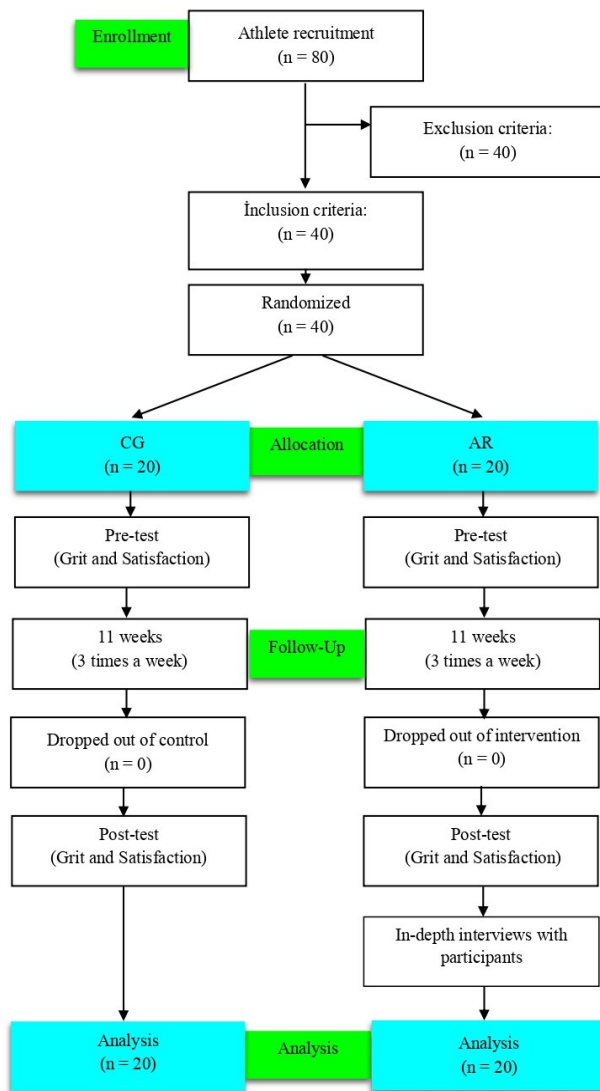 Enrollment
Athlete recruitment
(n = 80)
Exclusion criteria:
(n = 40)
İnclusion criteria:
(n = 40)
Randomized
(n = 40)
CG
(n = 20)
Allocation
AR
(n = 20)
Pre-test
(Grit and Satisfaction)
Pre-test
(Grit and Satisfaction)
11 weeks
(3 times a week)
Follow-Up
11 weeks
(3 times a week)
Dropped out of control
(n = 0)
Dropped out of intervention
(n = 0)
Post-test
(Grit and Satisfaction)
Post-test
(Grit and Satisfaction)
In-depth interviews with
participants
Analysis
(n = 20)
Analysis
Analysis
(n = 20)